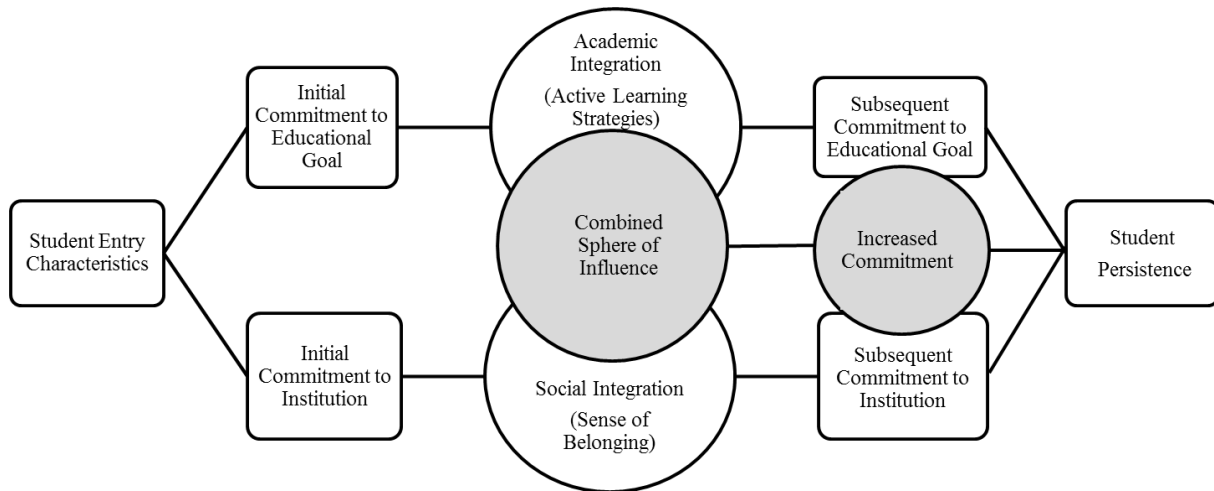 Student Entry
Characteristics
Initial
Commitment to
Educational
Goal
Initial
Commitment to
Institution
Academic
Integration
(Active Learning
Strategies)
Combined
Sphere of
Influence
Social Integration
(Sense of
Belonging)
Subsequent
Commitment to
Educational Goal
Increased
Commitment
Subsequent
Commitment to
Institution
Student
Persistence